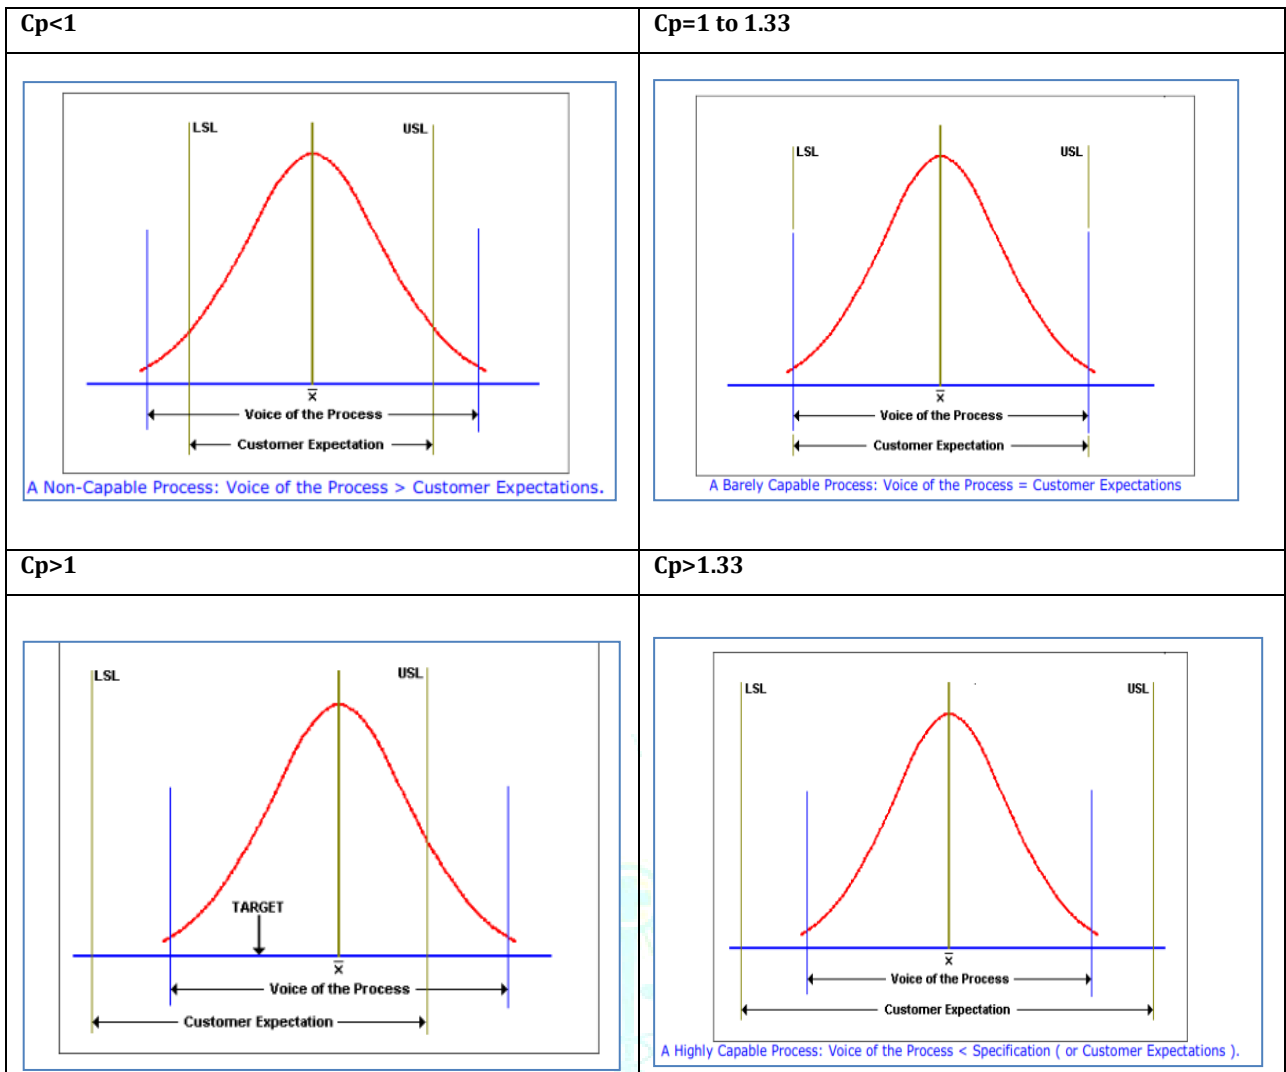 Cp<1
Cp=1 to 1.33
LSL
USL
x̄
Voice of the Process
Customer Expectation
A Non-Capable Process: Voice of the Process > Customer Expectations.
LSL
USL
x̄
Voice of the Process
Customer Expectation
A Barely Capable Process: Voice of the Process = Customer Expectations
Cp>1
Cp>1.33
LSL
USL
TARGET
x̄
Voice of the Process
Customer Expectation
LSL
USL
x̄
Voice of the Process
Customer Expectation
A Highly Capable Process: Voice of the Process < Specification ( or Customer Expectations ).